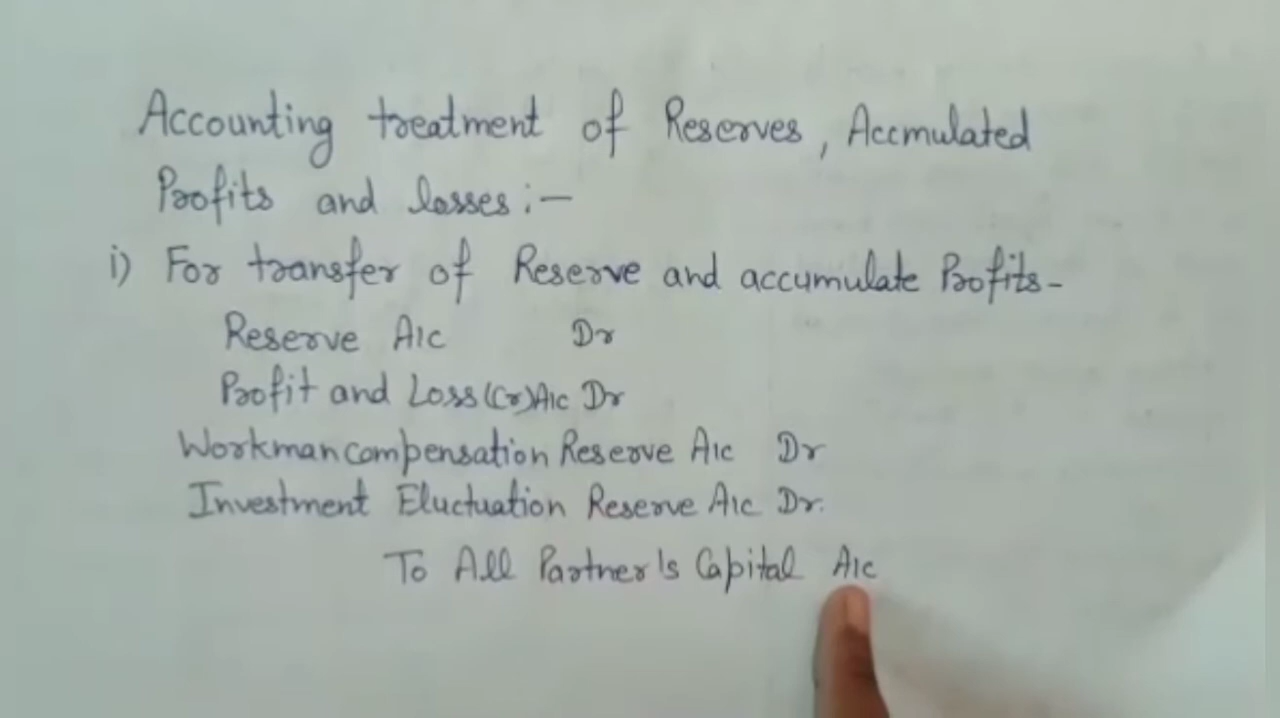 Accounting treatment of Reserves, Accmulated
Profits and losses :-
i) For transfer of Reserve and accumulate Profits-
Reserve A/c Dr
Profit and Loss (Cr) A/c Dr
Workman compensation Reserve A/c Dr
Investment Eluctuation Reserve A/c Dr.
To All Partner's Capital A/c